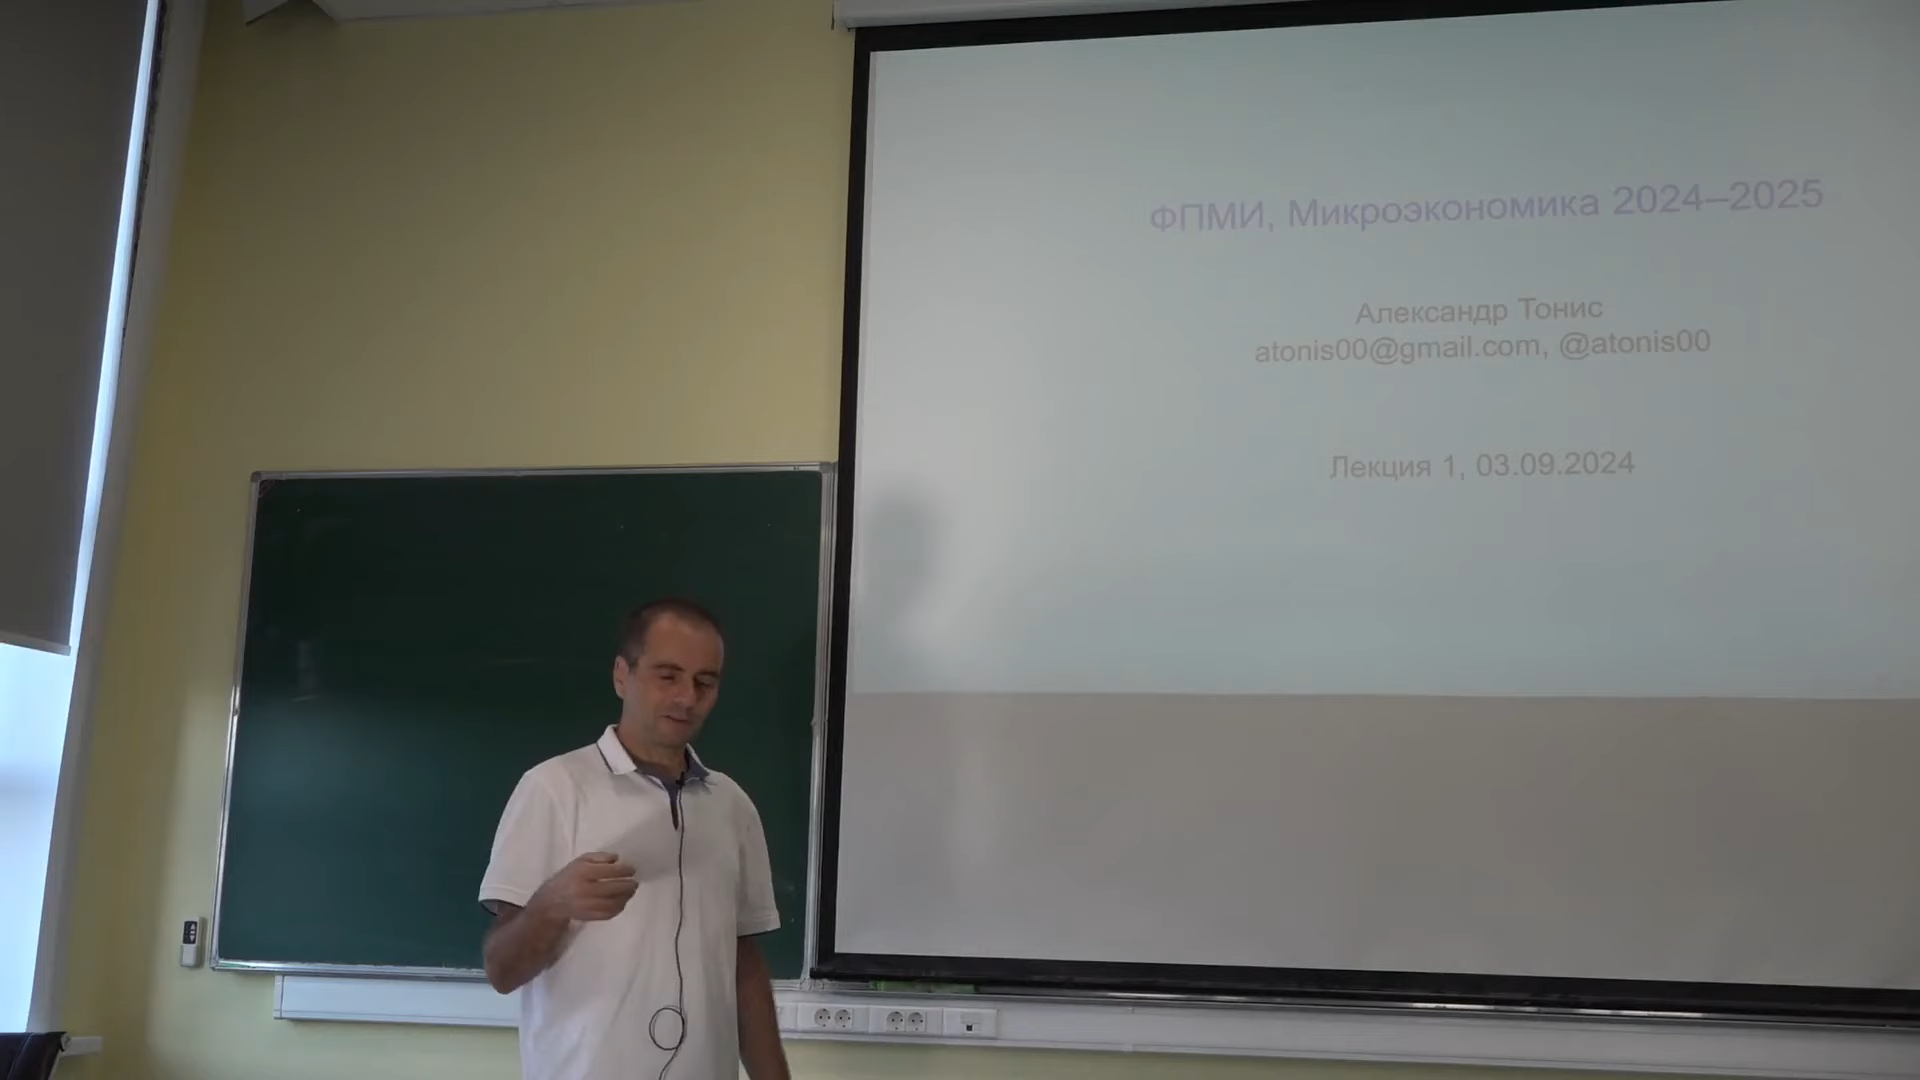 ФПМИ, Микроэкономика 2024–2025
Александр Тонис
atonis00@gmail.com, @atonis00
Лекция 1, 03.09.2024